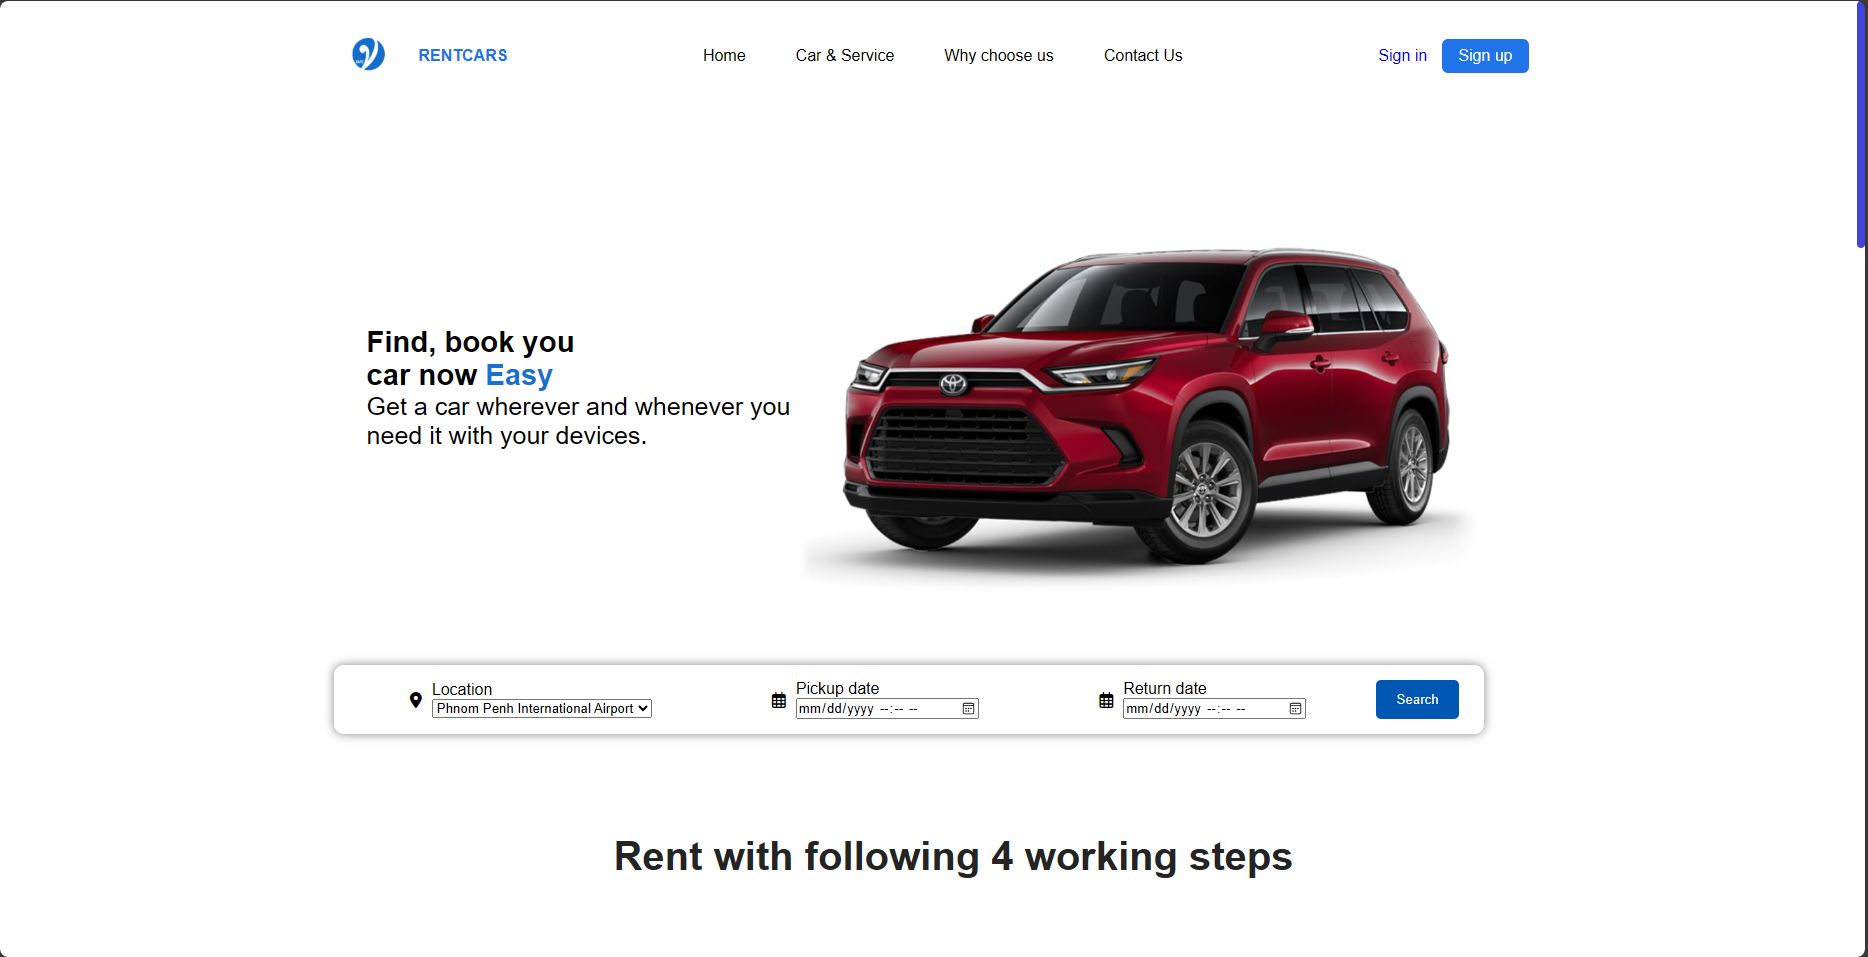 RENTCARS
Home
Car & Service
Why choose us
Contact Us
Sign in
Sign up
Find, book you
car now Easy
Get a car wherever and whenever you
need it with your devices.
Location
Phnom Penh International Airport
Pickup date
mm/dd/yyyy --:-- --
Return date
mm/dd/yyyy --:-- --
Search
Rent with following 4 working steps